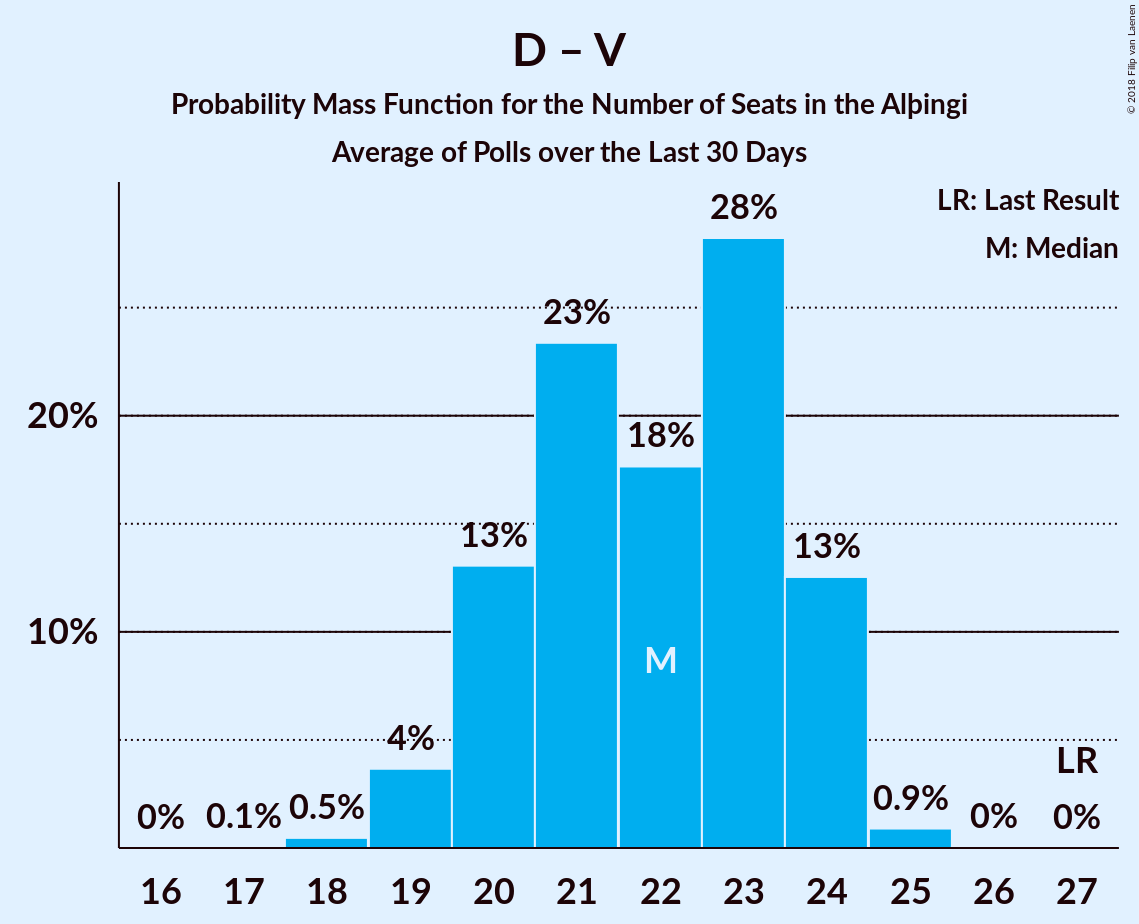 D – V
Probability Mass Function for the Number of Seats in the Alþingi
Average of Polls over the Last 30 Days
© 2018 Filip van Laenen
LR: Last Result
M: Median
28%
23%
20%
18%
13%
13%
10%
M
4%
LR
0%
0.1%
0.5%
0.9%
0%
0%
16 17 18 19 20 21 22 23 24 25 26 27